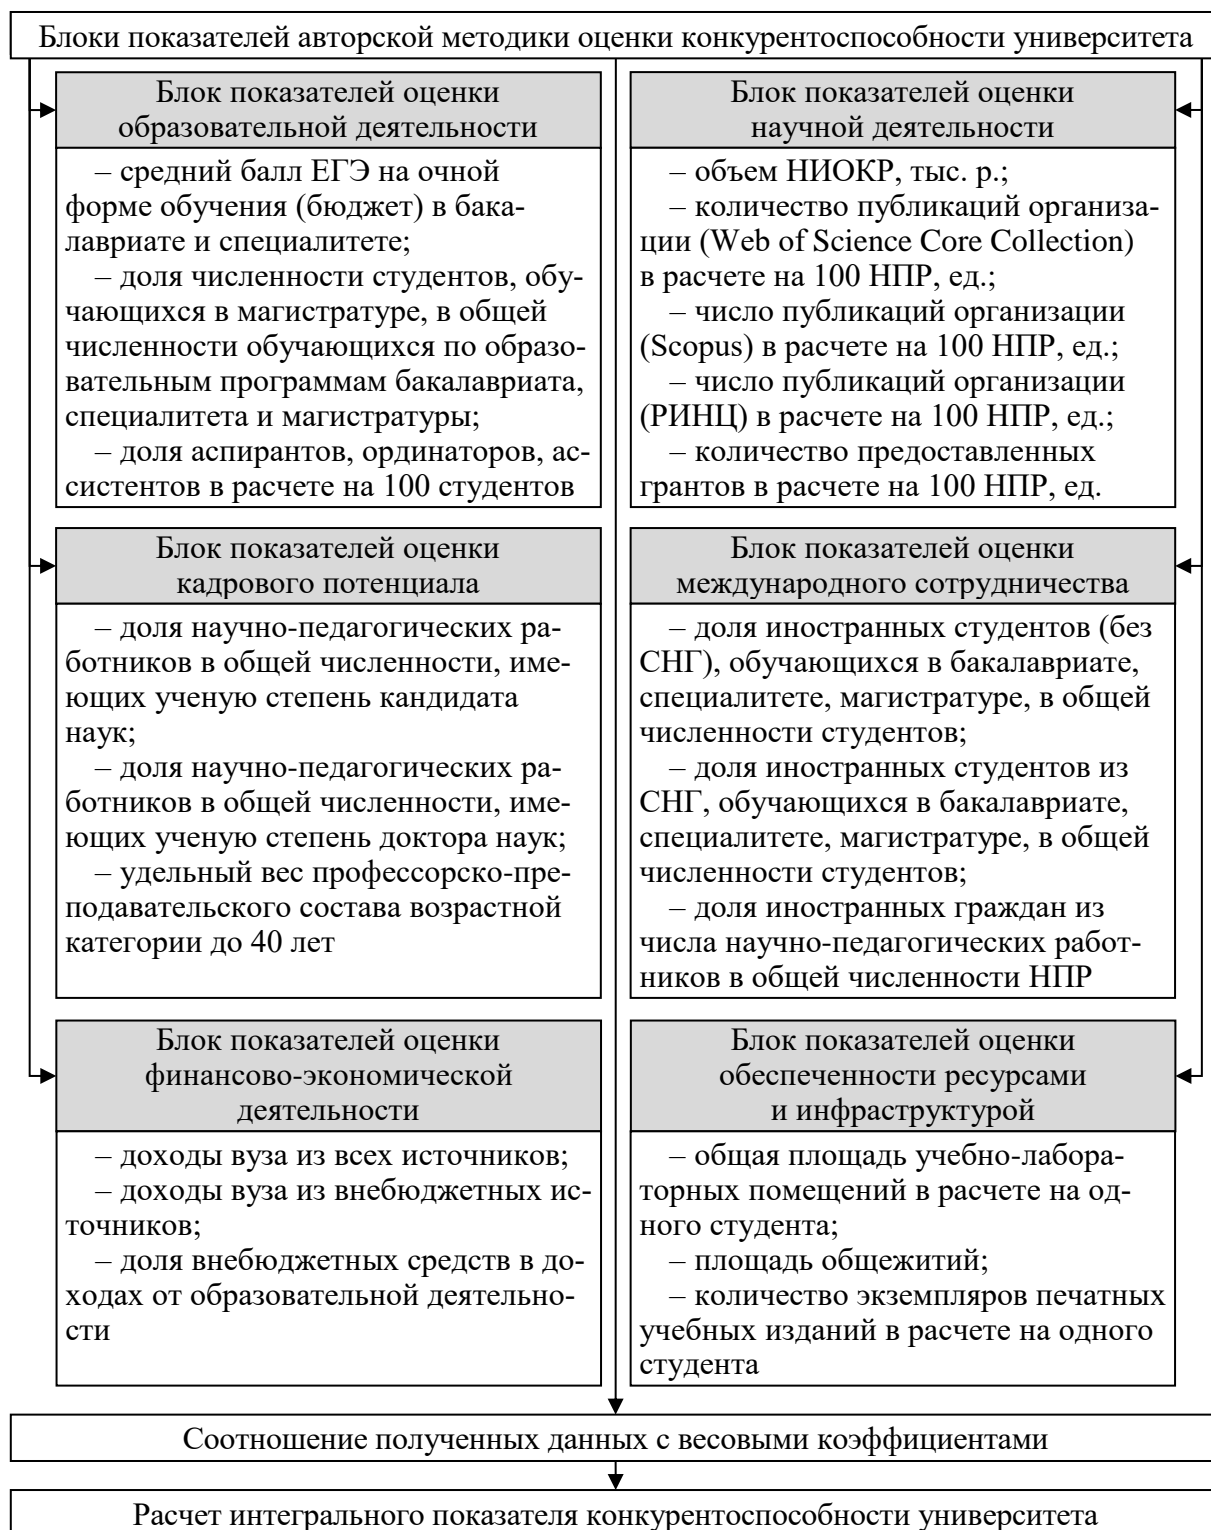 Блоки показателей авторской методики оценки конкурентоспособности университета
Блок показателей оценки
образовательной деятельности
– средний балл ЕГЭ на очной
форме обучения (бюджет) в бака-
лавриате и специалитете;
– доля численности студентов, обу-
чающихся в магистратуре, в общей
численности обучающихся по образо-
вательным программам бакалавриата,
специалитета и магистратуры;
– доля аспирантов, ординаторов, ас-
систентов в расчете на 100 студентов
Блок показателей оценки
научной деятельности
– объем НИОКР, тыс. р.;
– количество публикаций организа-
ции (Web of Science Core Collection)
в расчете на 100 НПР, ед.;
– число публикаций организации
(Scopus) в расчете на 100 НПР, ед.;
– число публикаций организации
(РИНЦ) в расчете на 100 НПР, ед.;
– количество предоставленных
грантов в расчете на 100 НПР, ед.
Блок показателей оценки
кадрового потенциала
– доля научно-педагогических ра-
ботников в общей численности, име-
ющих ученую степень кандидата
наук;
– доля научно-педагогических ра-
ботников в общей численности, име-
ющих ученую степень доктора наук;
– удельный вес профессорско-пре-
подавательского состава возрастной
категории до 40 лет
Блок показателей оценки
международного сотрудничества
– доля иностранных студентов (без
СНГ), обучающихся в бакалавриате,
специалитете, магистратуре, в общей
численности студентов;
– доля иностранных студентов из
СНГ, обучающихся в бакалавриате,
специалитете, магистратуре, в общей
численности студентов;
– доля иностранных граждан из
числа научно-педагогических работ-
ников в общей численности НПР
Блок показателей оценки
финансово-экономической
деятельности
– доходы вуза из всех источников;
– доходы вуза из внебюджетных ис-
точников;
– доля внебюджетных средств в до-
ходах от образовательной деятельно-
сти
Блок показателей оценки
обеспеченности ресурсами
и инфраструктурой
– общая площадь учебно-лабора-
торных помещений в расчете на од-
ного студента;
– площадь общежитий;
– количество экземпляров печатных
учебных изданий в расчете на одного
студента
Соотношение полученных данных с весовыми коэффициентами
Расчет интегрального показателя конкурентоспособности университета